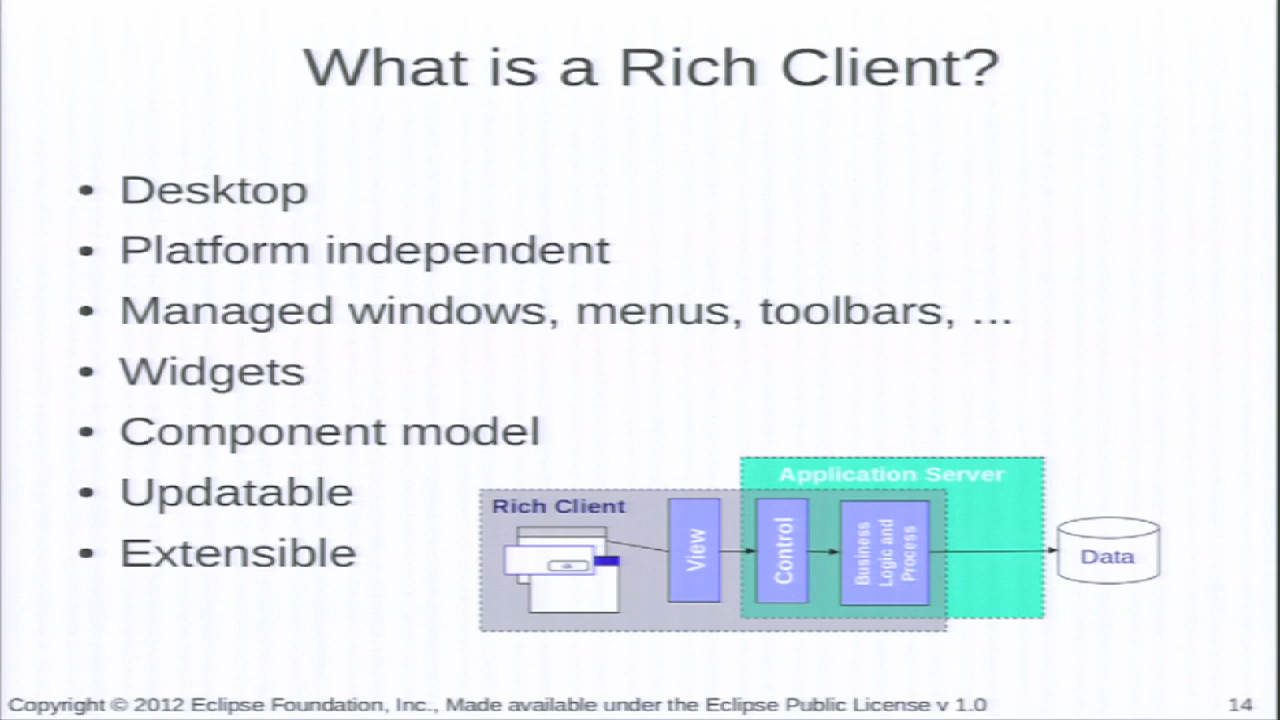 What is a Rich Client?
• Desktop
• Platform independent
• Managed windows, menus, toolbars, ...
• Widgets
• Component model
• Updatable
• Extensible
Application Server
Rich Client
View
Control
Business
Logic and
Process
Data
Copyright © 2012 Eclipse Foundation, Inc., Made available under the Eclipse Public License v 1.0
14